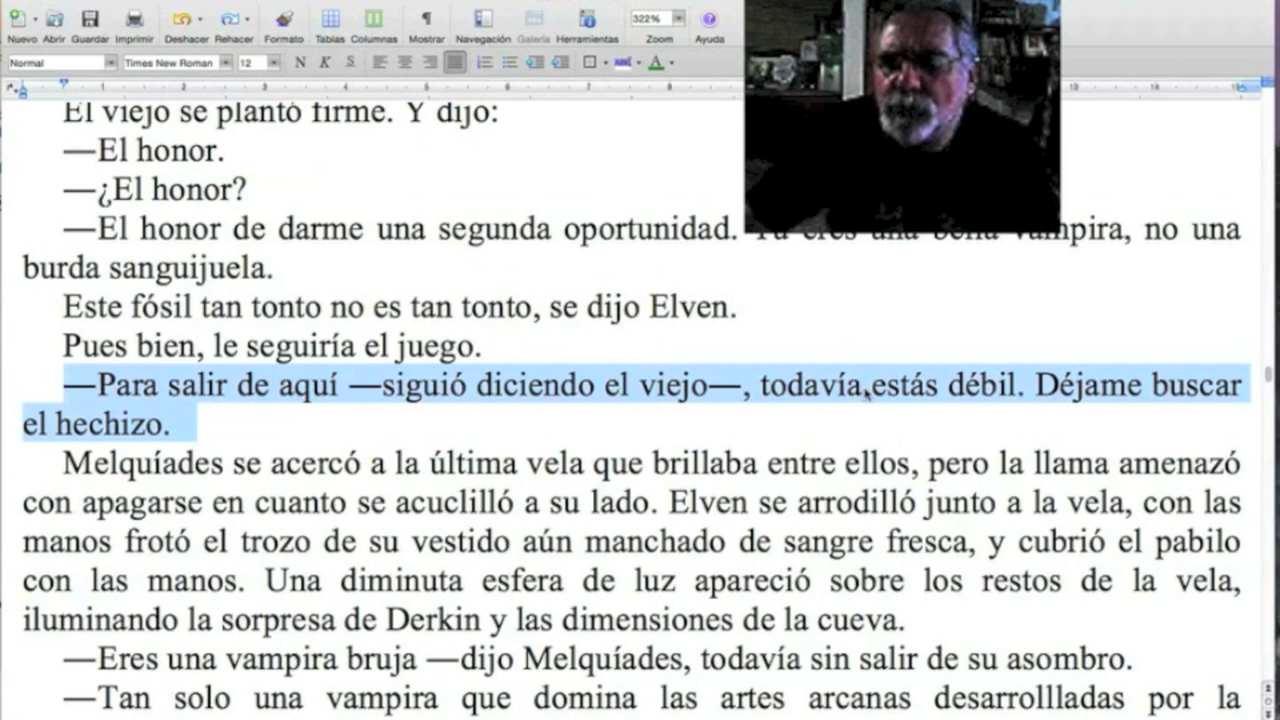 Nuevo Abrir Guardar Imprimir Deshacer Rehacer Formato Tablas Columnas Mostrar Navegación Galería Herramientas 322% Zoom Ayuda
Normal Times New Roman 12 N K S
El viejo se plantó firme. Y dijo:
—El honor.
—¿El honor?
—El honor de darme una segunda oportunidad. Tú eres una bella vampira, no una
burda sanguijuela.
Este fósil tan tonto no es tan tonto, se dijo Elven.
Pues bien, le seguiría el juego.
—Para salir de aquí —siguió diciendo el viejo—, todavía estás débil. Déjame buscar
el hechizo.
Melquíades se acercó a la última vela que brillaba entre ellos, pero la llama amenazó
con apagarse en cuanto se acuclilló a su lado. Elven se arrodilló junto a la vela, con las
manos frotó el trozo de su vestido aún manchado de sangre fresca, y cubrió el pabilo
con las manos. Una diminuta esfera de luz apareció sobre los restos de la vela,
iluminando la sorpresa de Derkin y las dimensiones de la cueva.
—Eres una vampira bruja —dijo Melquíades, todavía sin salir de su asombro.
—Tan solo una vampira que domina las artes arcanas desarrollladas por la